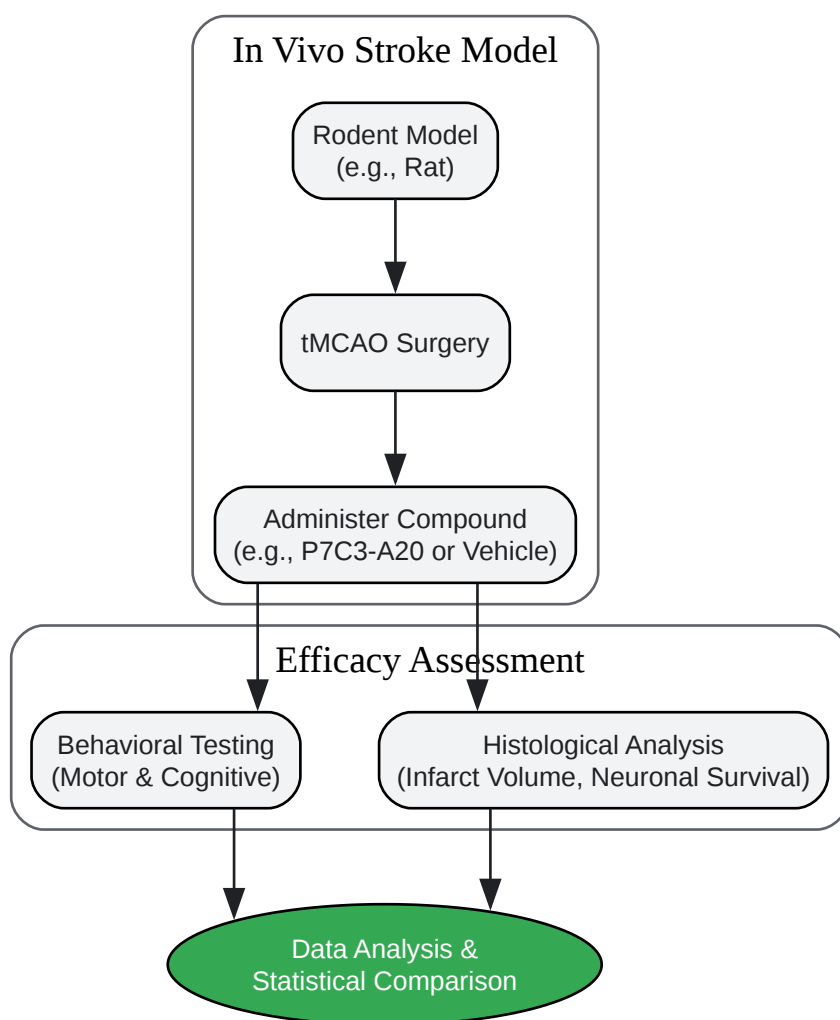 In Vivo Stroke Model
Rodent Model
(e.g., Rat)
tMCAO Surgery
Administer Compound
(e.g., P7C3-A20 or Vehicle)
Efficacy Assessment
Behavioral Testing
(Motor & Cognitive)
Histological Analysis
(Infarct Volume, Neuronal Survival)
Data Analysis &
Statistical Comparison